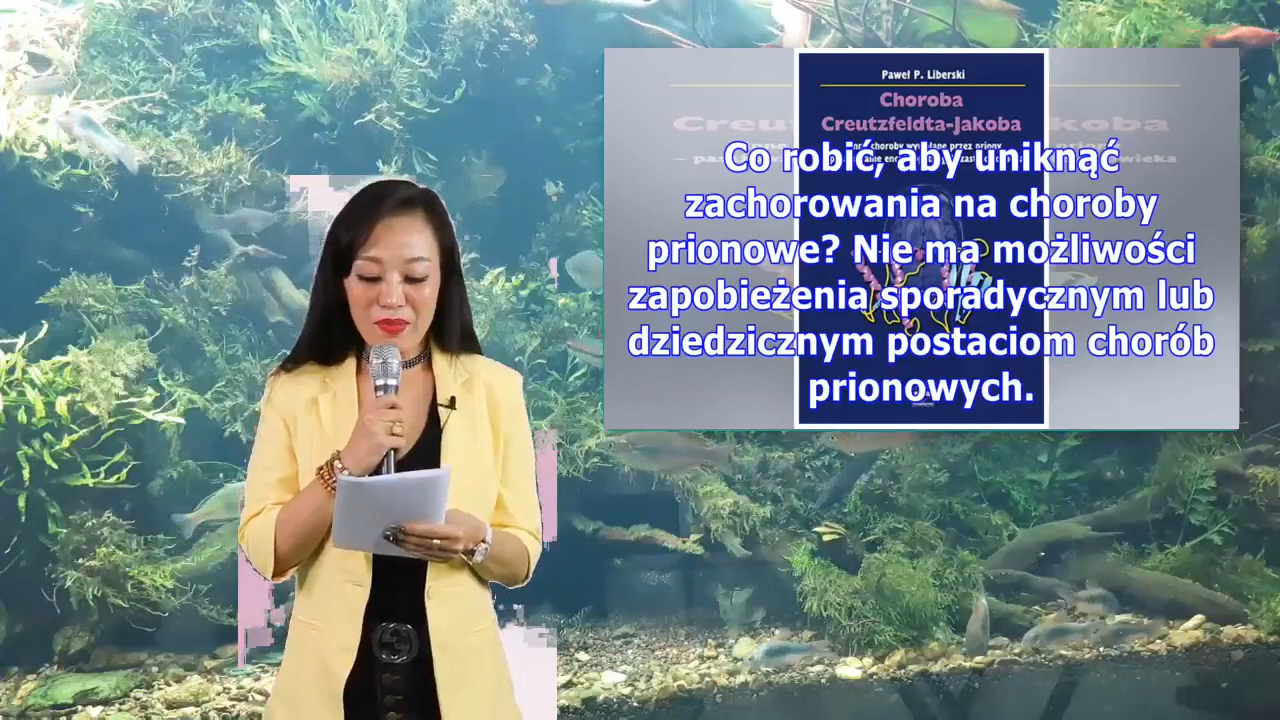 Paweł P. Liberski
Choroba
Creutzfeldta-Jakoba
Co robić, aby uniknąć
zachorowania na choroby
prionowe? Nie ma możliwości
zapobieżenia sporadycznym lub
dziedzicznym postaciom chorób
prionowych.